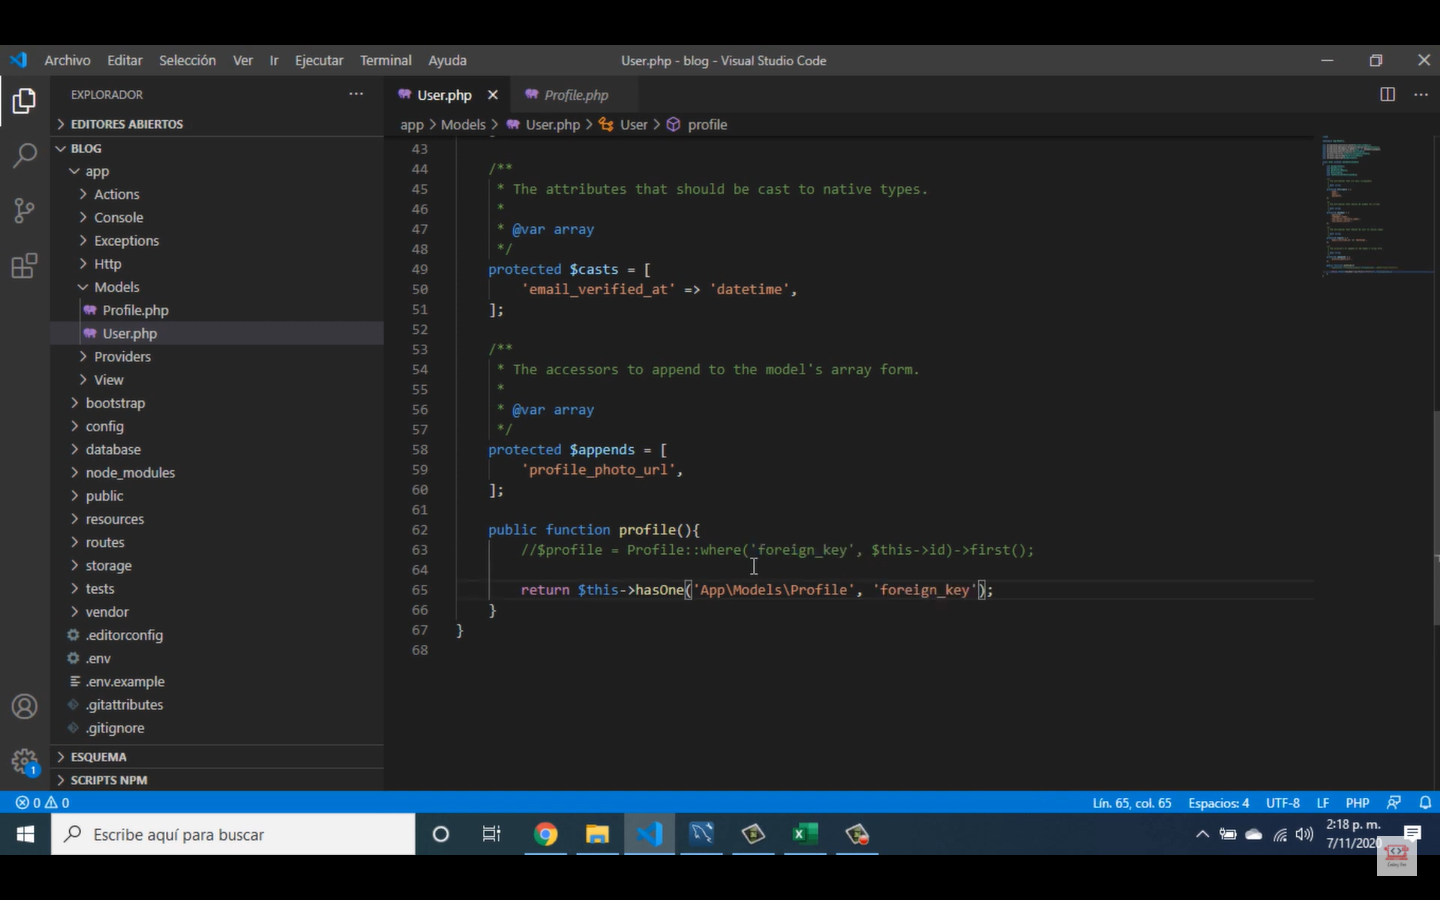 Archivo Editar Selección Ver Ir Ejecutar Terminal Ayuda User.php - blog - Visual Studio Code
EXPLORADOR
User.php
Profile.php
EDITORES ABIERTOS
app > Models > User.php > User > profile
BLOG
app
Actions
Console
Exceptions
Http
Models
Profile.php
User.php
Providers
View
bootstrap
config
database
node_modules
public
resources
routes
storage
tests
vendor
.editorconfig
.env
.env.example
.gitattributes
.gitignore
ESQUEMA
SCRIPTS NPM
43
44 /**
45 * The attributes that should be cast to native types.
46 *
47 * @var array
48 */
49 protected $casts = [
50 'email_verified_at' => 'datetime',
51 ];
52
53 /**
54 * The accessors to append to the model's array form.
55 *
56 * @var array
57 */
58 protected $appends = [
59 'profile_photo_url',
60 ];
61
62 public function profile(){
63 //$profile = Profile::where('foreign_key', $this->id)->first();
64
65 return $this->hasOne('App\Models\Profile', 'foreign_key');
66 }
67 }
68
1
0 0 Lín. 65, col. 65 Espacios: 4 UTF-8 LF PHP
Escribe aquí para buscar
2:18 p. m.
7/11/2020